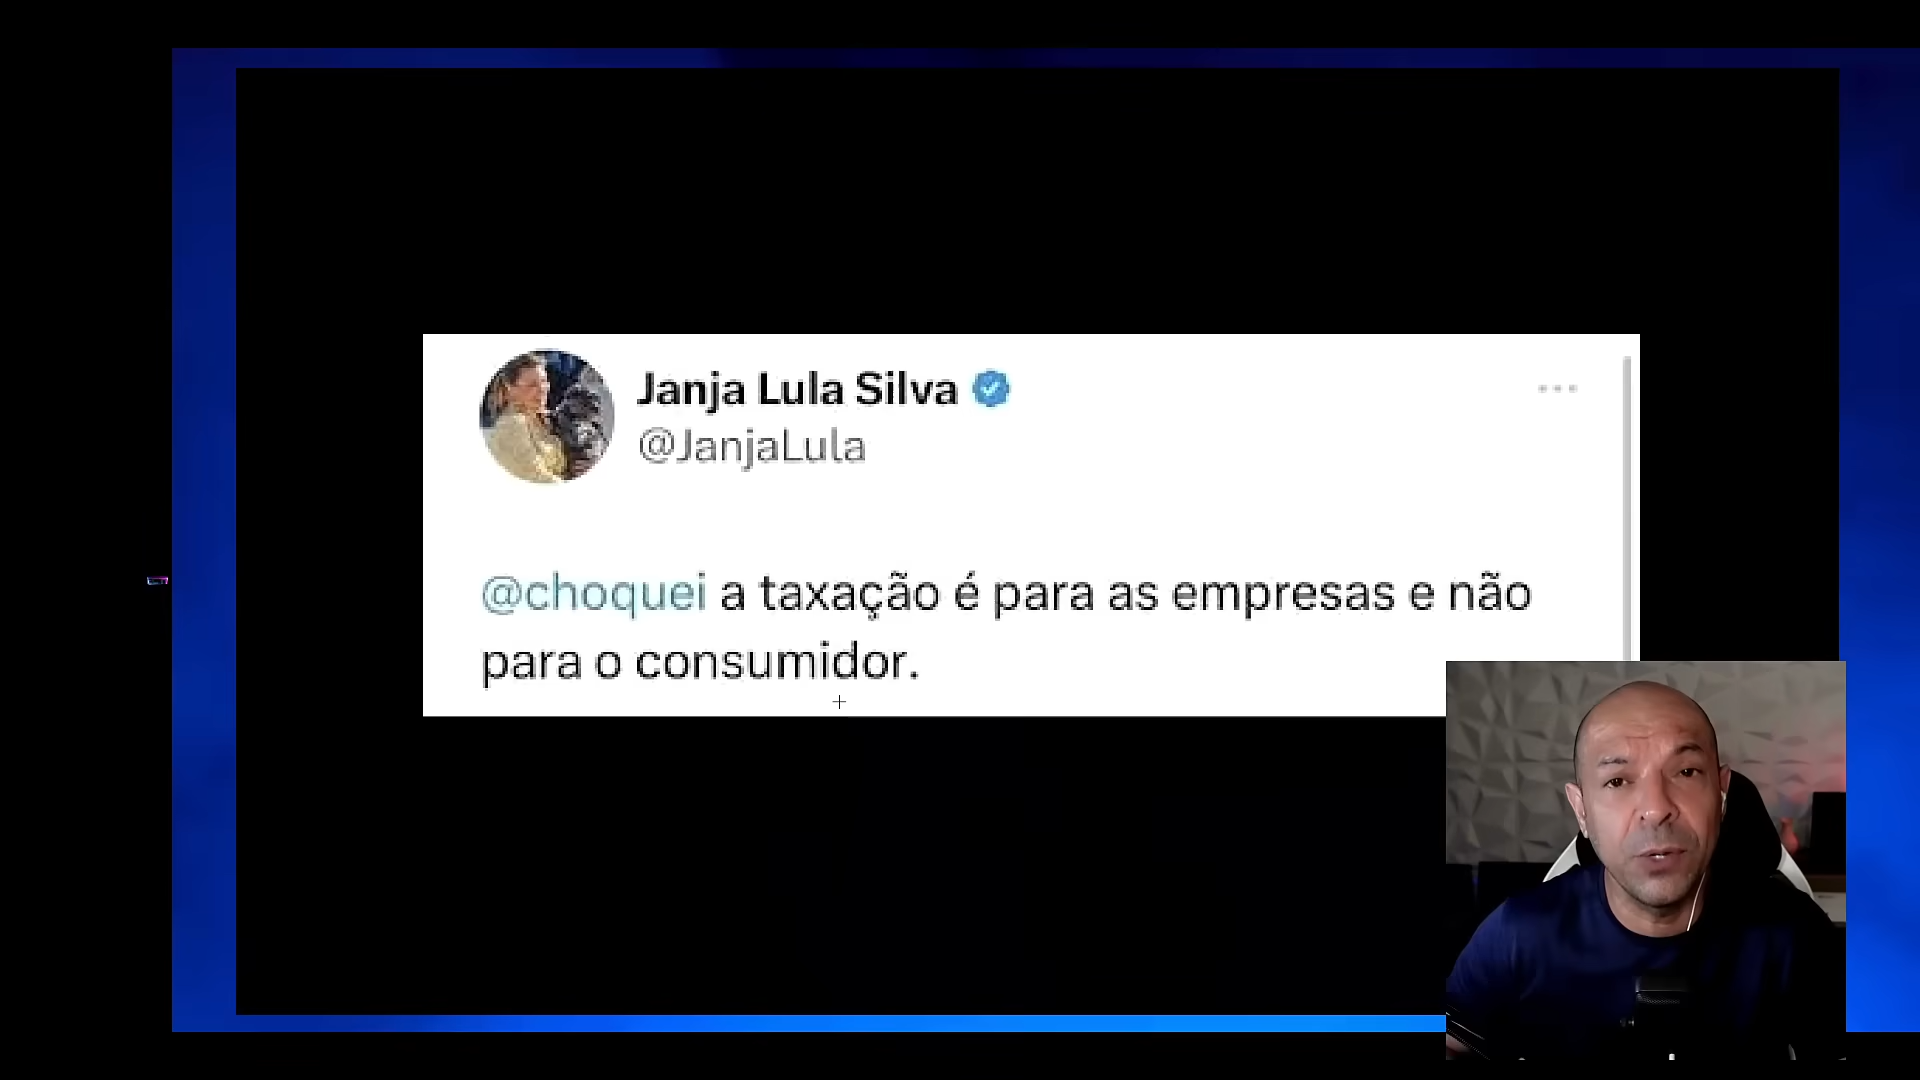 Janja Lula Silva
@JanjaLula
@choquei a taxação é para as empresas e não
para o consumidor.